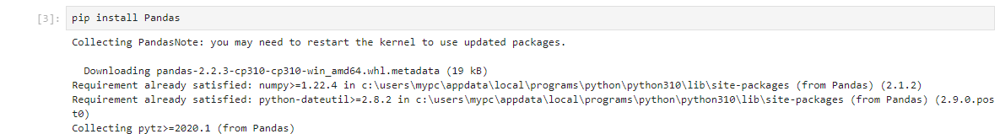 [3]: pip install Pandas
Collecting PandasNote: you may need to restart the kernel to use updated packages.
Downloading pandas-2.2.3-cp310-cp310-win_amd64.whl.metadata (19 kB)
Requirement already satisfied: numpy>=1.22.4 in c:\users\mypc\appdata\local\programs\python\python310\lib\site-packages (from Pandas) (2.1.2)
Requirement already satisfied: python-dateutil>=2.8.2 in c:\users\mypc\appdata\local\programs\python\python310\lib\site-packages (from Pandas) (2.9.0.pos
t0)
Collecting pytz>=2020.1 (from Pandas)